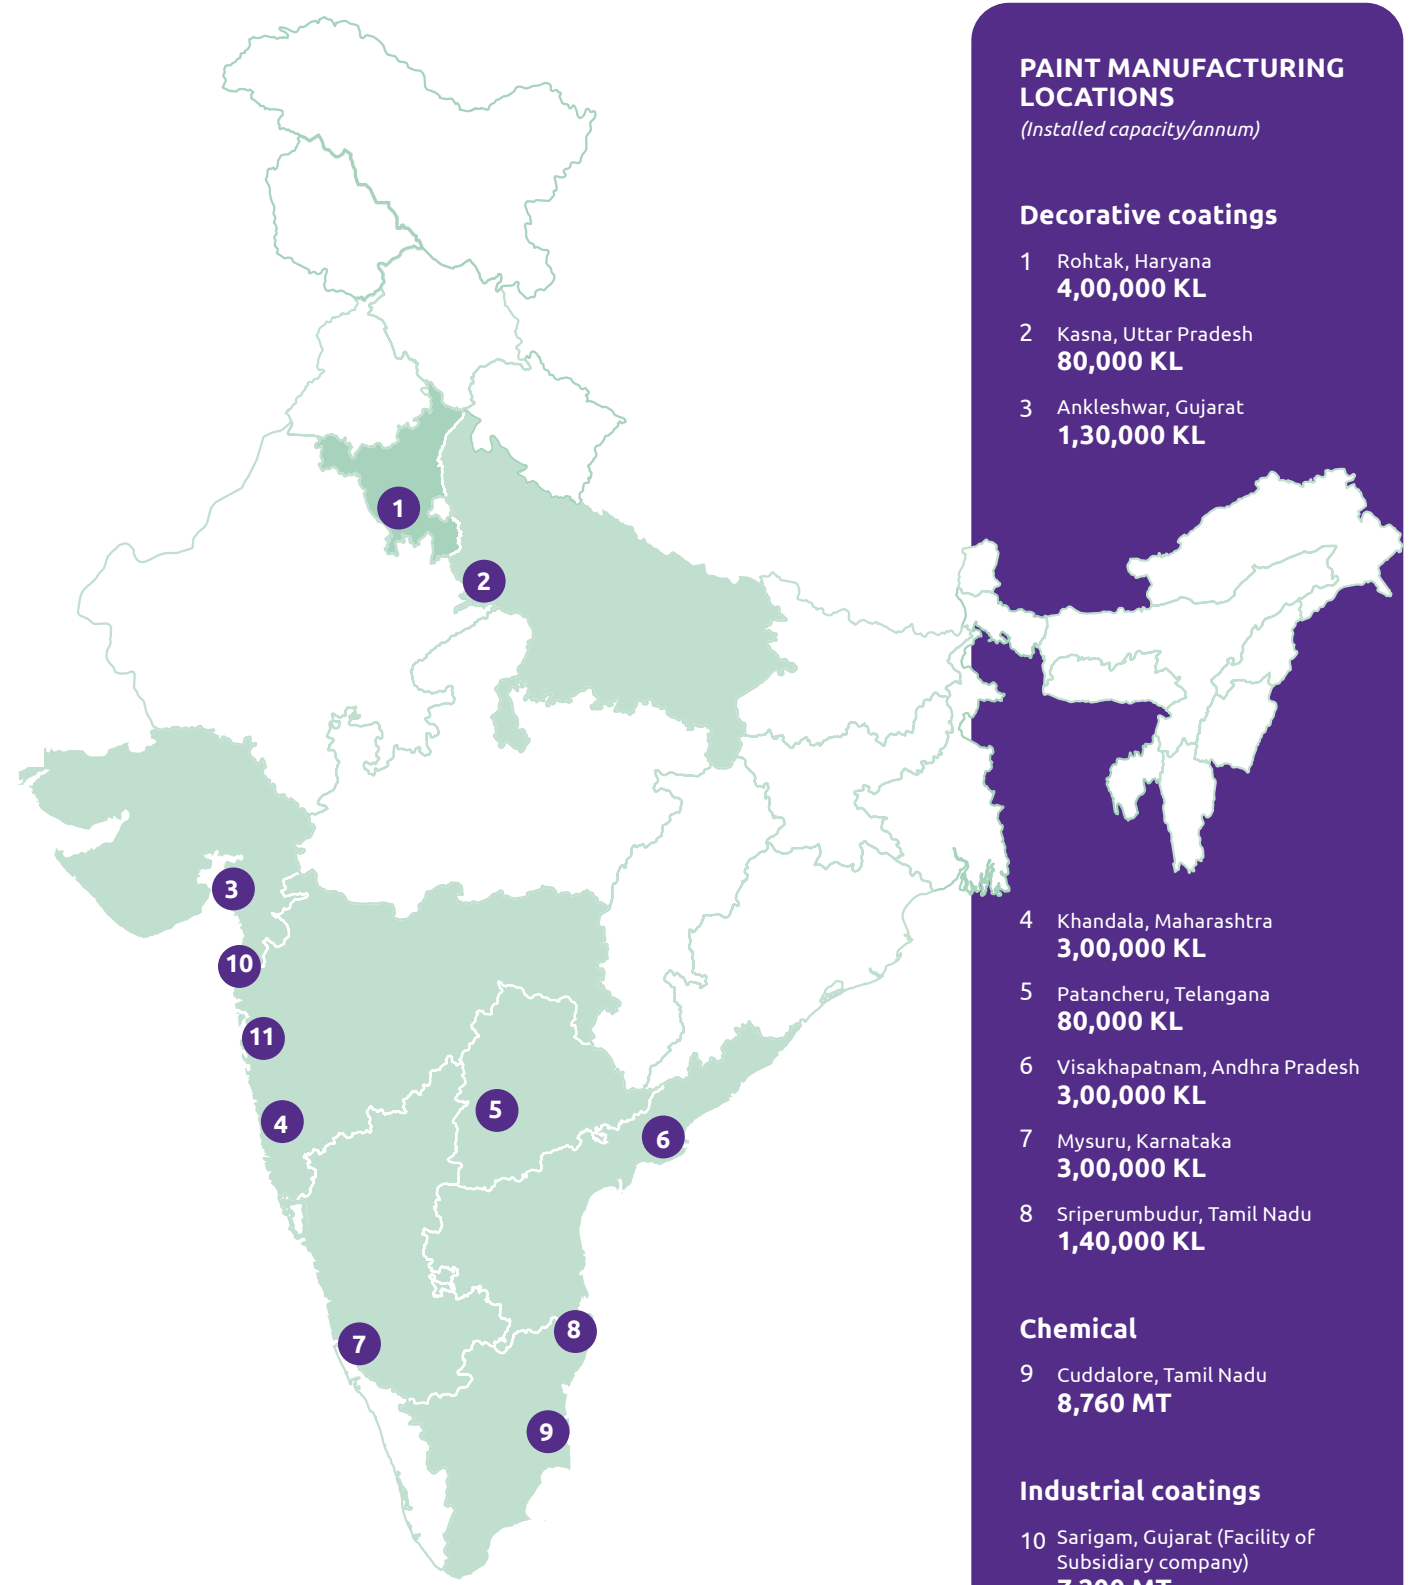 PAINT MANUFACTURING
LOCATIONS
(Installed capacity/annum)
Decorative coatings
1 Rohtak, Haryana
4,00,000 KL
2 Kasna, Uttar Pradesh
80,000 KL
3 Ankleshwar, Gujarat
1,30,000 KL
4 Khandala, Maharashtra
3,00,000 KL
5 Patancheru, Telangana
80,000 KL
6 Visakhapatnam, Andhra Pradesh
3,00,000 KL
7 Mysuru, Karnataka
3,00,000 KL
8 Sriperumbudur, Tamil Nadu
1,40,000 KL
Chemical
9 Cuddalore, Tamil Nadu
8,760 MT
Industrial coatings
10 Sarigam, Gujarat (Facility of
Subsidiary company)
MT
1
2
3
10
11
4
5
6
7
8
9